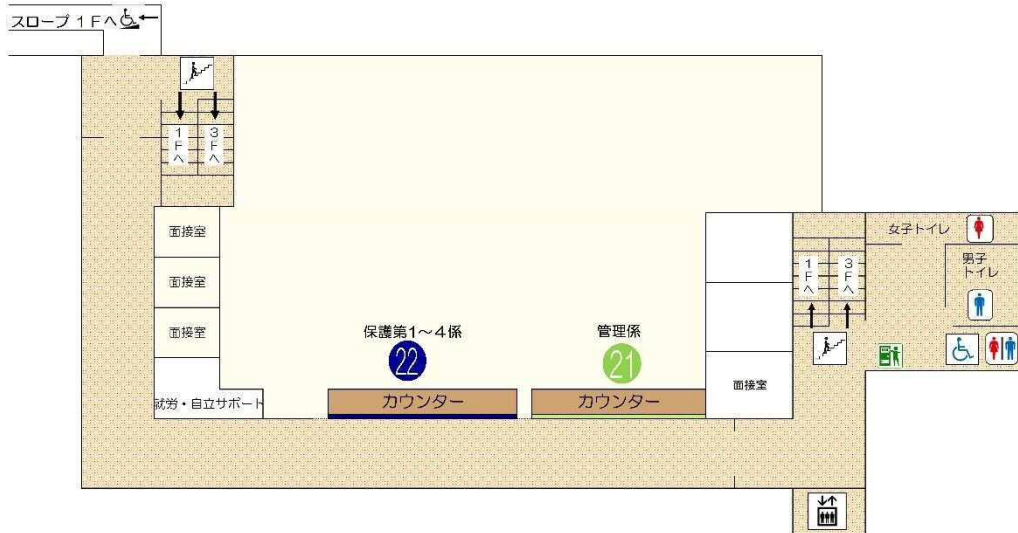 スロープ 1Fへ
1Fへ
3Fへ
面接室
面接室
面接室
就労・自立サポート
保護第1~4係
22
カウンター
管理係
21
カウンター
面接室
1Fへ
3Fへ
女子トイレ
男子
トイレ